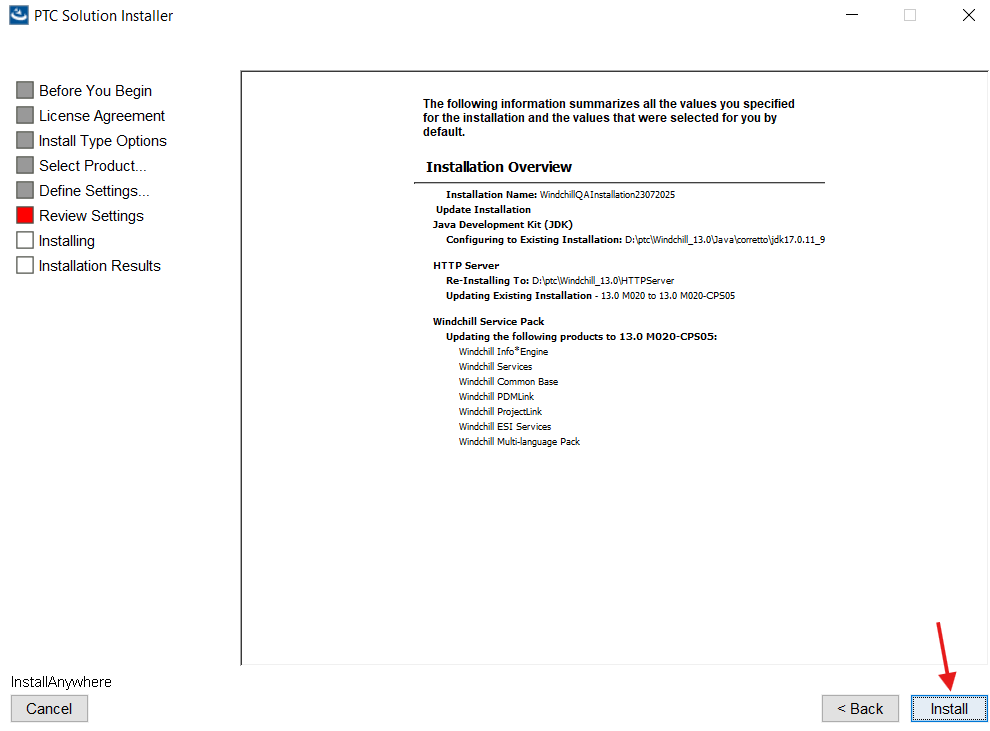 PTC Solution Installer
Before You Begin
License Agreement
Install Type Options
Select Product...
Define Settings...
Review Settings
Installing
Installation Results
The following information summarizes all the values you specified
for the installation and the values that were selected for you by
default.
Installation Overview
Installation Name: WindchillQAInstallation23072025
Update Installation
Java Development Kit (JDK)
Configuring to Existing Installation: D:\ptc\Windchill_13.0\Java\corretto\jdk17.0.11_9
HTTP Server
Re-Installing To: D:\ptc\Windchill_13.0\HTTPServer
Updating Existing Installation - 13.0 M020 to 13.0 M020-CPS05
Windchill Service Pack
Updating the following products to 13.0 M020-CPS05:
Windchill Info*Engine
Windchill Services
Windchill Common Base
Windchill PDMLink
Windchill ProjectLink
Windchill ESI Services
Windchill Multi-language Pack
InstallAnywhere
Cancel
< Back
Install